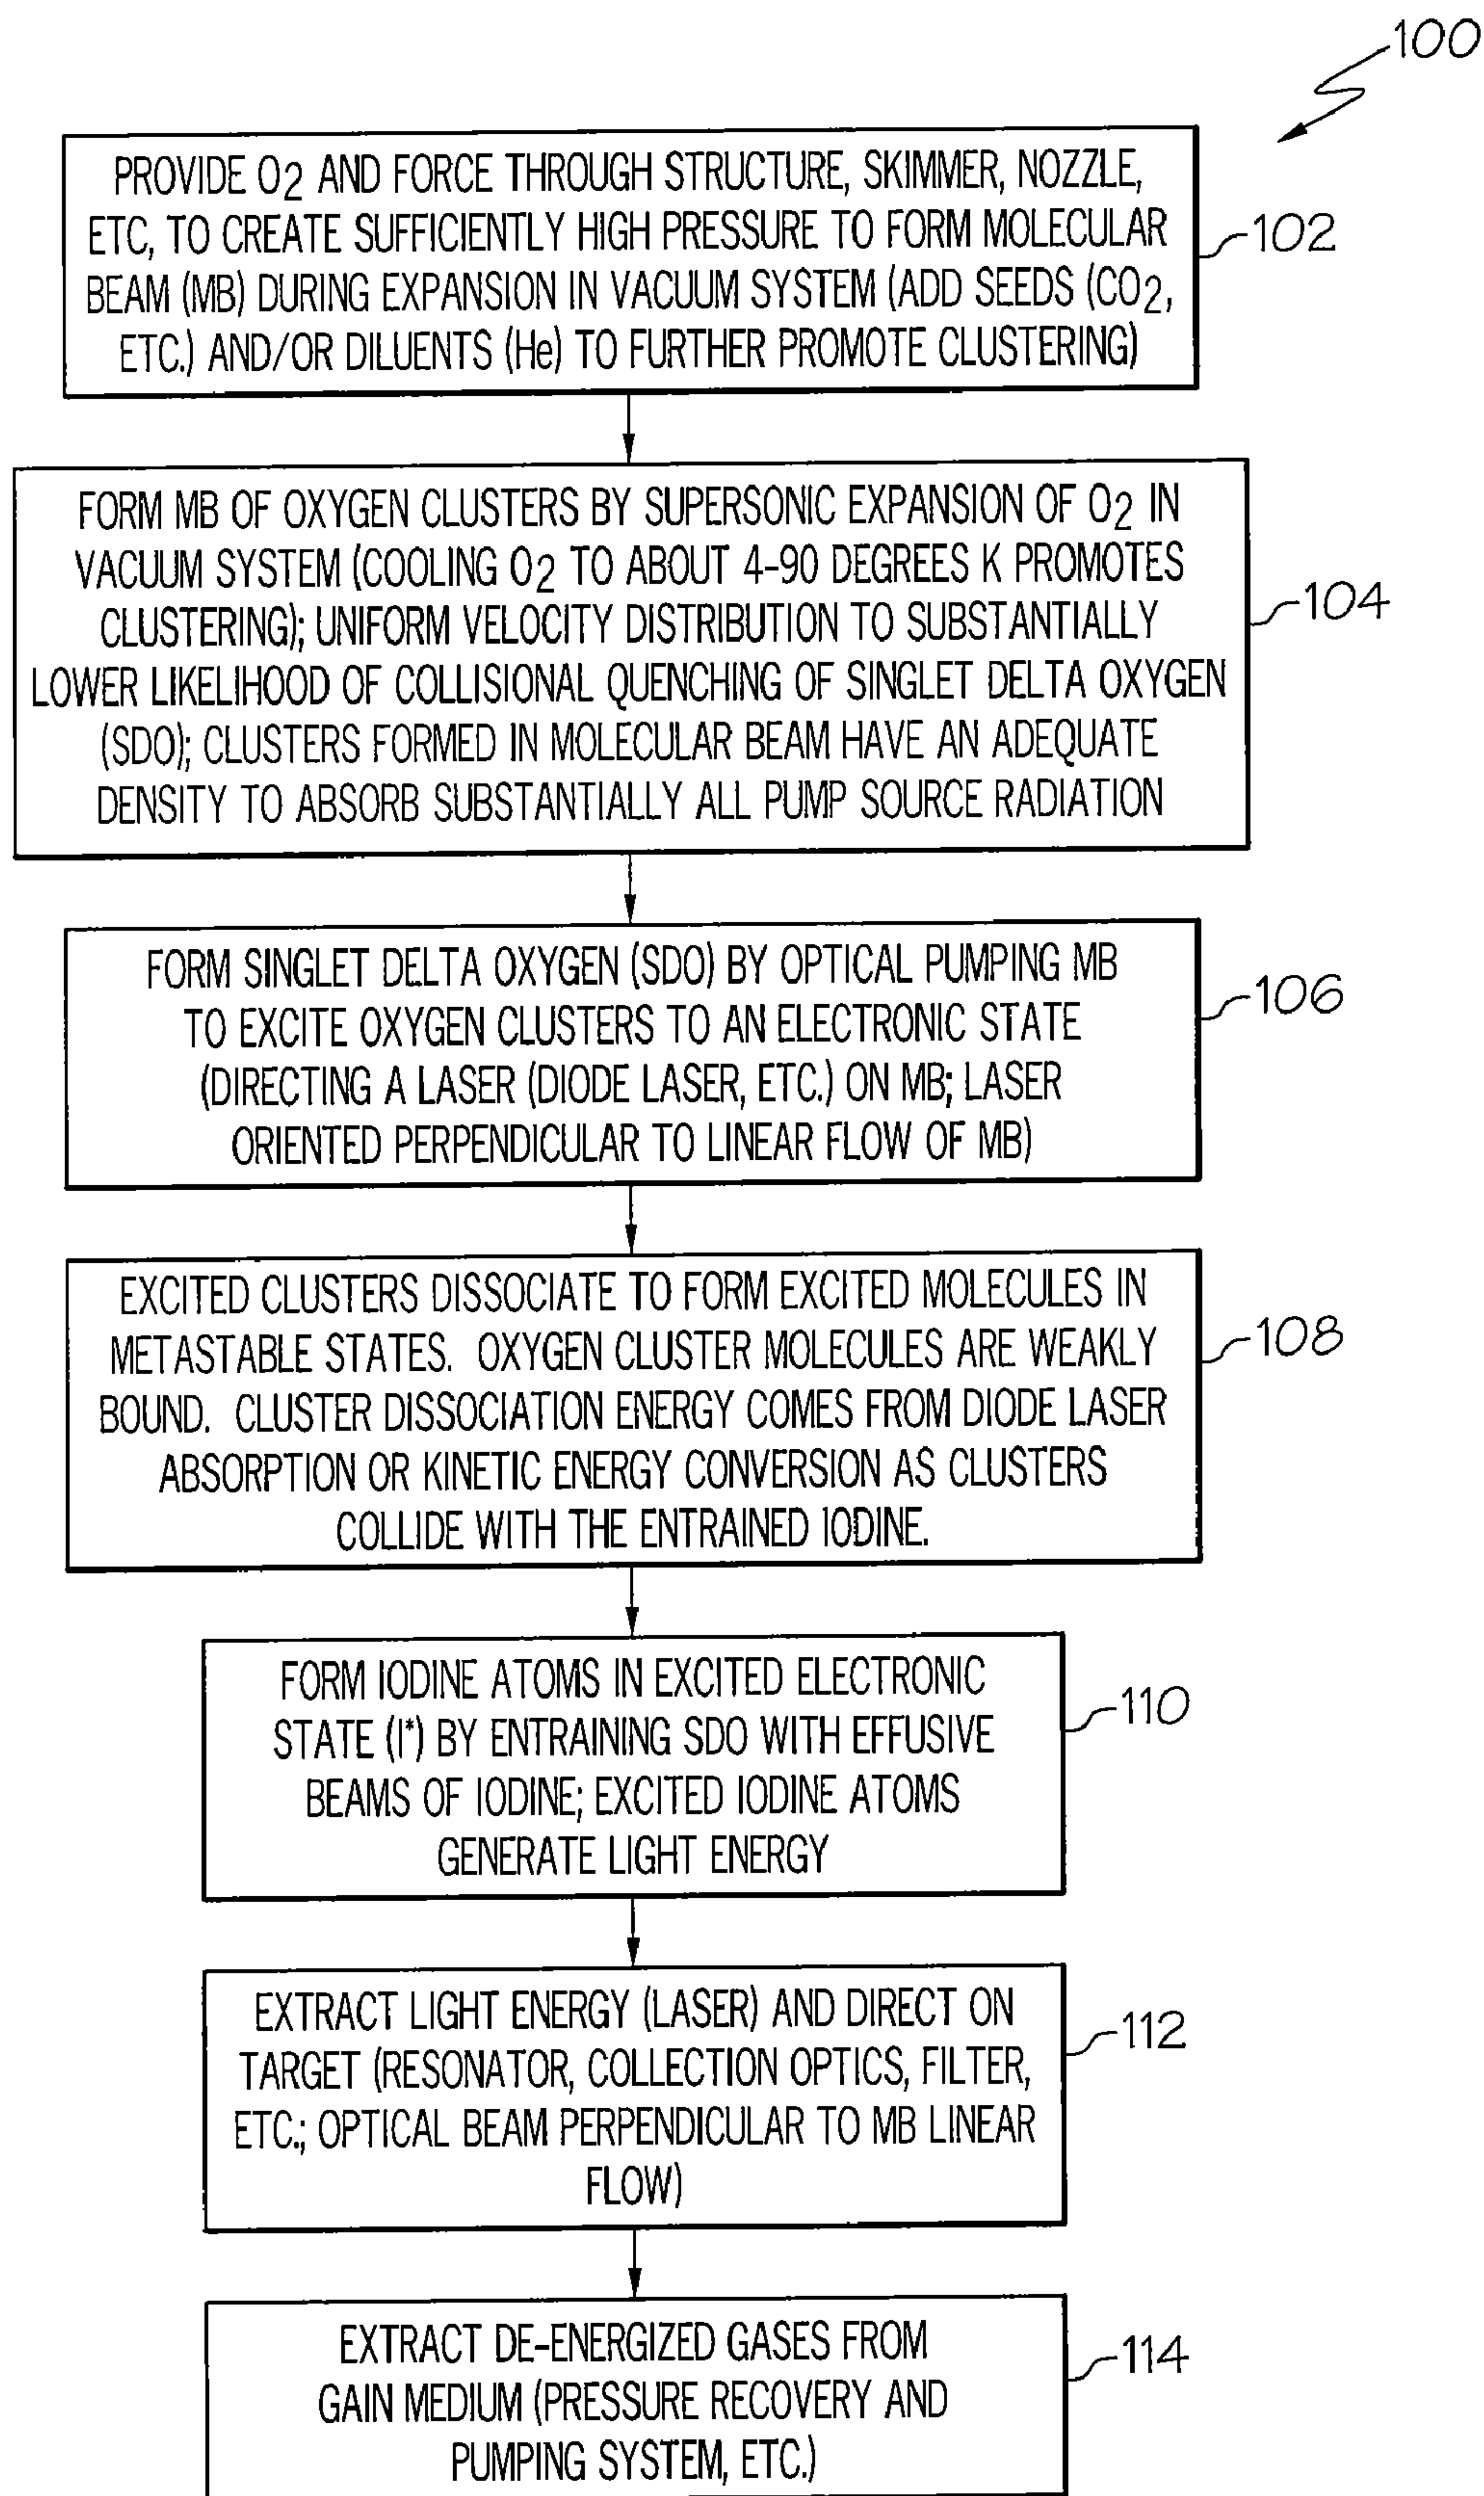 100
PROVIDE O2 AND FORCE THROUGH STRUCTURE, SKIMMER, NOZZLE,
ETC, TO CREATE SUFFICIENTLY HIGH PRESSURE TO FORM MOLECULAR
BEAM (MB) DURING EXPANSION IN VACUUM SYSTEM (ADD SEEDS (CO2,
ETC.) AND/OR DILUENTS (He) TO FURTHER PROMOTE CLUSTERING)
102
FORM MB OF OXYGEN CLUSTERS BY SUPERSONIC EXPANSION OF O2 IN
VACUUM SYSTEM (COOLING O2 TO ABOUT 4-90 DEGREES K PROMOTES
CLUSTERING); UNIFORM VELOCITY DISTRIBUTION TO SUBSTANTIALLY
LOWER LIKELIHOOD OF COLLISIONAL QUENCHING OF SINGLET DELTA OXYGEN
(SDO); CLUSTERS FORMED IN MOLECULAR BEAM HAVE AN ADEQUATE
DENSITY TO ABSORB SUBSTANTIALLY ALL PUMP SOURCE RADIATION
104
FORM SINGLET DELTA OXYGEN (SDO) BY OPTICAL PUMPING MB
TO EXCITE OXYGEN CLUSTERS TO AN ELECTRONIC STATE
(DIRECTING A LASER (DIODE LASER, ETC.) ON MB; LASER
ORIENTED PERPENDICULAR TO LINEAR FLOW OF MB)
106
EXCITED CLUSTERS DISSOCIATE TO FORM EXCITED MOLECULES IN
METASTABLE STATES. OXYGEN CLUSTER MOLECULES ARE WEAKLY
BOUND. CLUSTER DISSOCIATION ENERGY COMES FROM DIODE LASER
ABSORPTION OR KINETIC ENERGY CONVERSION AS CLUSTERS
COLLIDE WITH THE ENTRAINED IODINE.
108
FORM IODINE ATOMS IN EXCITED ELECTRONIC
STATE (I*) BY ENTRAINING SDO WITH EFFUSIVE
BEAMS OF IODINE; EXCITED IODINE ATOMS
GENERATE LIGHT ENERGY
110
EXTRACT LIGHT ENERGY (LASER) AND DIRECT ON
TARGET (RESONATOR, COLLECTION OPTICS, FILTER,
ETC.; OPTICAL BEAM PERPENDICULAR TO MB LINEAR
FLOW)
112
EXTRACT DE-ENERGIZED GASES FROM
GAIN MEDIUM (PRESSURE RECOVERY AND
PUMPING SYSTEM, ETC.)
114